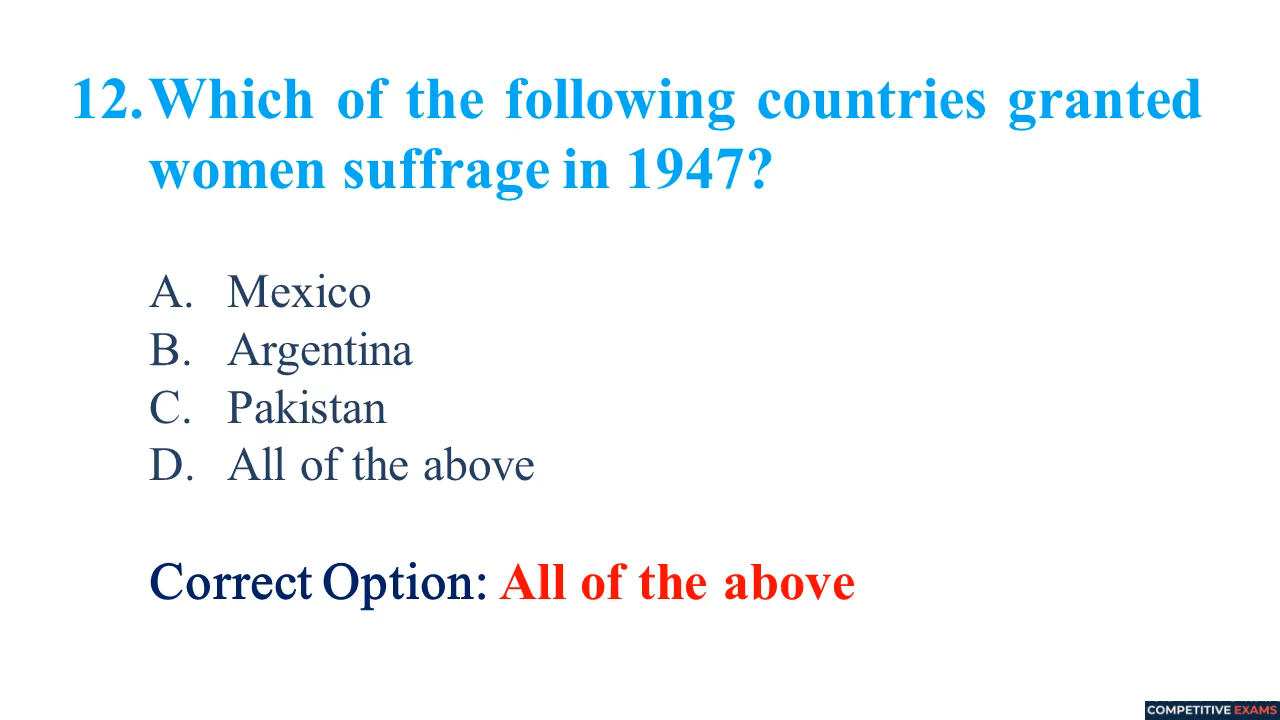 12. Which of the following countries granted
women suffrage in 1947?
A. Mexico
B. Argentina
C. Pakistan
D. All of the above
Correct Option: All of the above
COMPETITIVE EXAMS